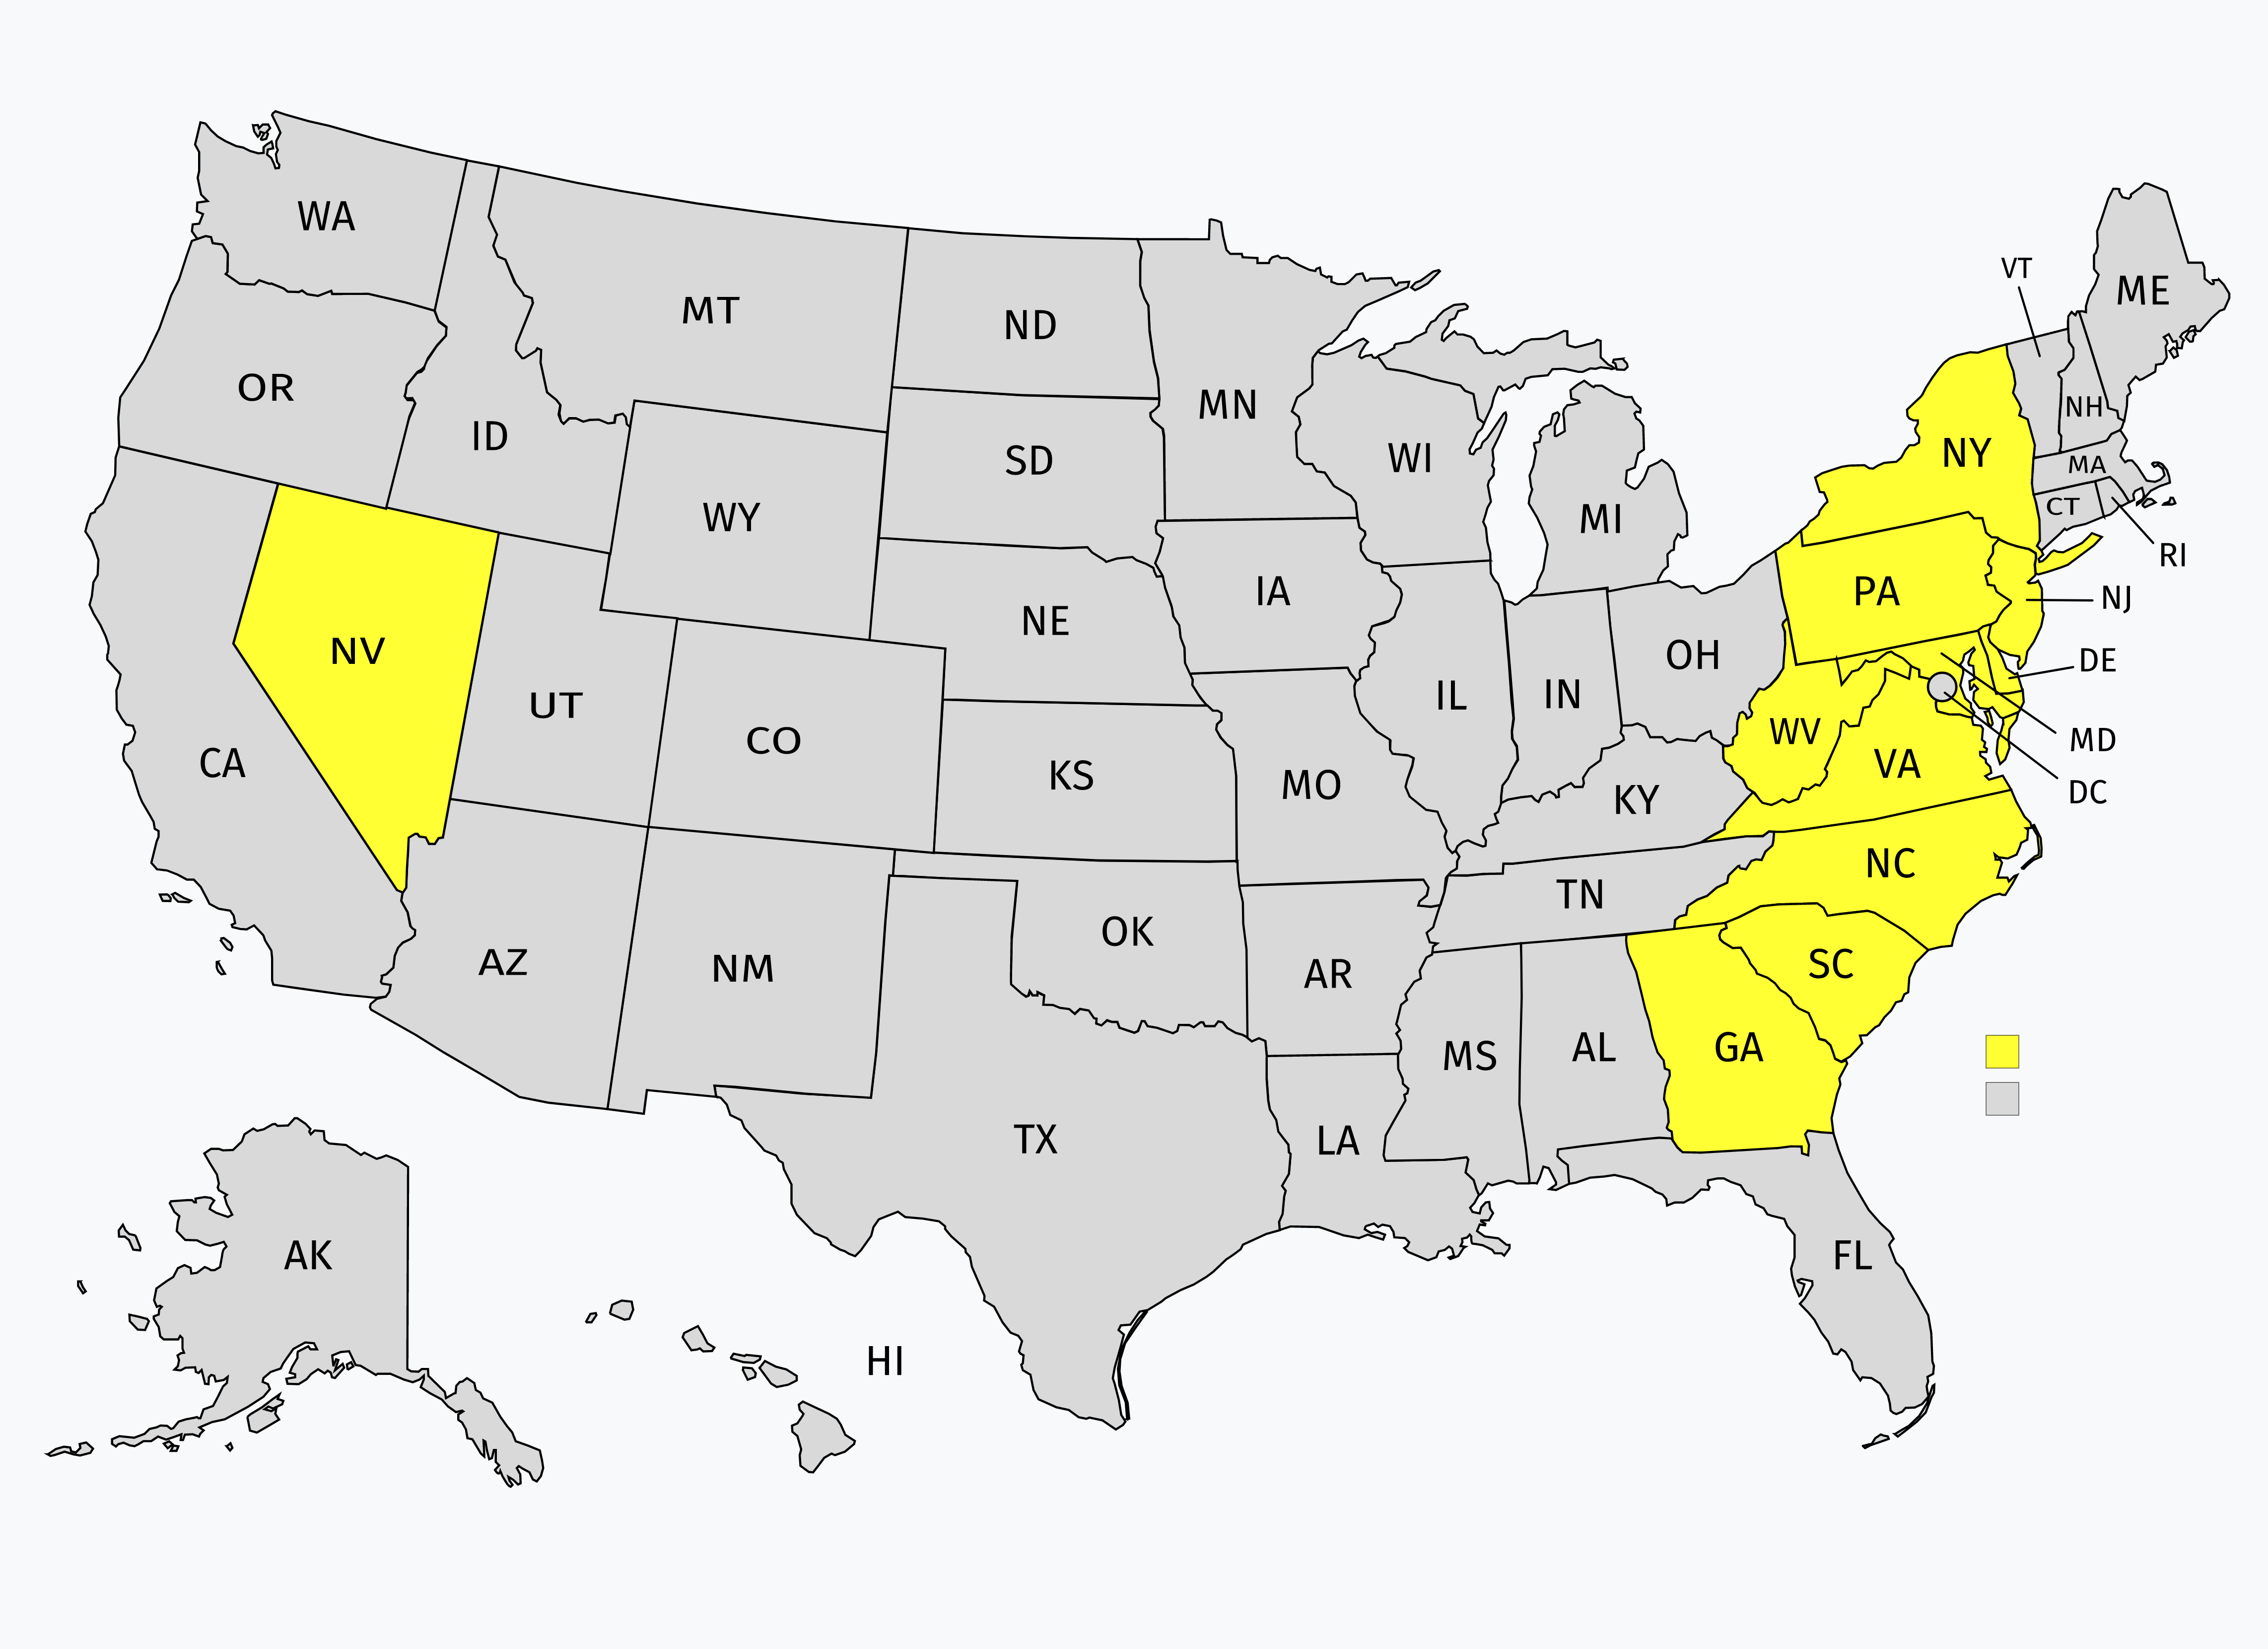 WA
VT
ME
MT
ND
OR
MN
NH
ID
NY
WI
SD
MA
CT
WY
MI
RI
IA
PA
NJ
NE
NV
OH
DE
IL
IN
UT
WV
CO
MD
CA
VA
KS
MO
DC
KY
NC
TN
OK
AZ
NM
AR
SC
MS
AL
GA
TX
LA
AK
FL
HI